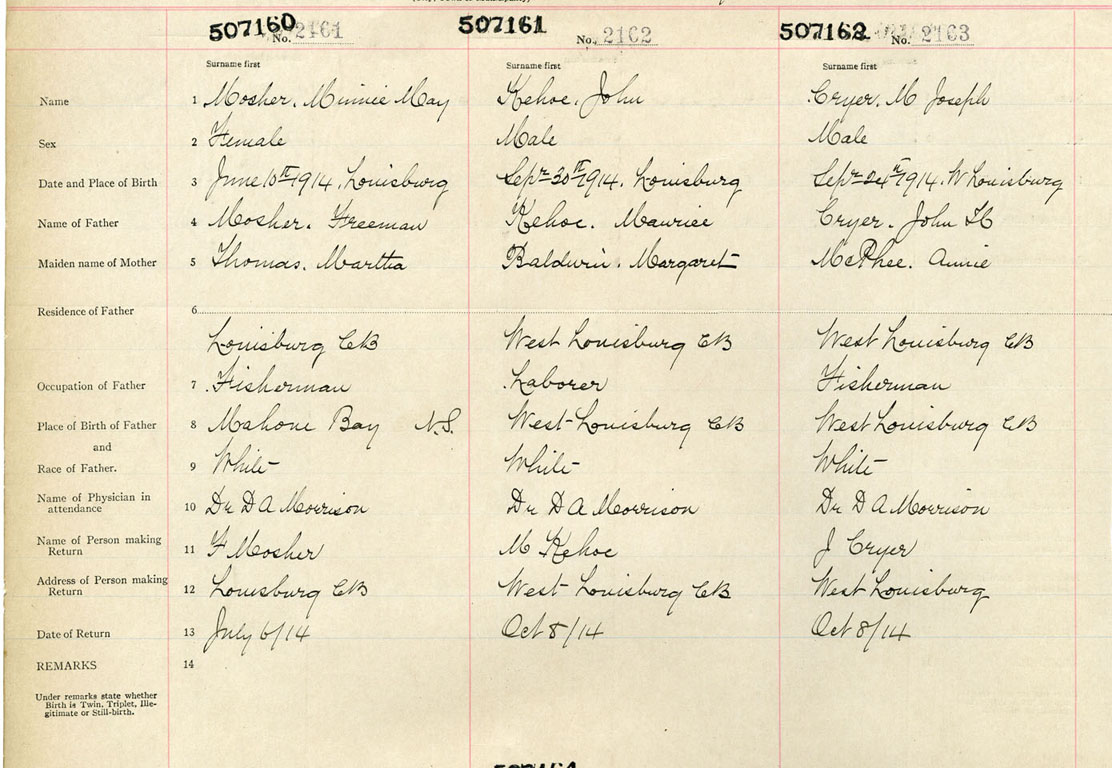 507160 No. 2161 507161 No. 2162 507162 No. 2163
Surname first Surname first Surname first
Name 1 Mosher, Minnie May Kehoe, John Cryer, M Joseph
Sex 2 Female Male Male
Date and Place of Birth 3 June 10th 1914, Louisburg Sepr 30th 1914, Louisburg Sepr 24th 1914, W Louisburg
Name of Father 4 Mosher, Freeman Kehoe, Maurice Cryer, John
Maiden name of Mother 5 Thomas, Martha Baldwin, Margaret McPhee, Annie
Residence of Father 6
Louisburg CB West Louisburg CB West Louisburg CB
Occupation of Father 7 Fisherman Laborer Fisherman
Place of Birth of Father 8 Mahone Bay N.S. West Louisburg CB West Louisburg CB
and
Race of Father. 9 White White White
Name of Physician in
attendance 10 Dr D A Morrison Dr D A Morrison Dr D A Morrison
Name of Person making
Return 11 F Mosher M Kehoe J Cryer
Address of Person making
Return 12 Louisburg CB West Louisburg CB West Louisburg
Date of Return 13 July 6/14 Oct 8/14 Oct 8/14
REMARKS 14
Under remarks state whether
Birth is Twin, Triplet, Ille-
gitimate or Still-birth.